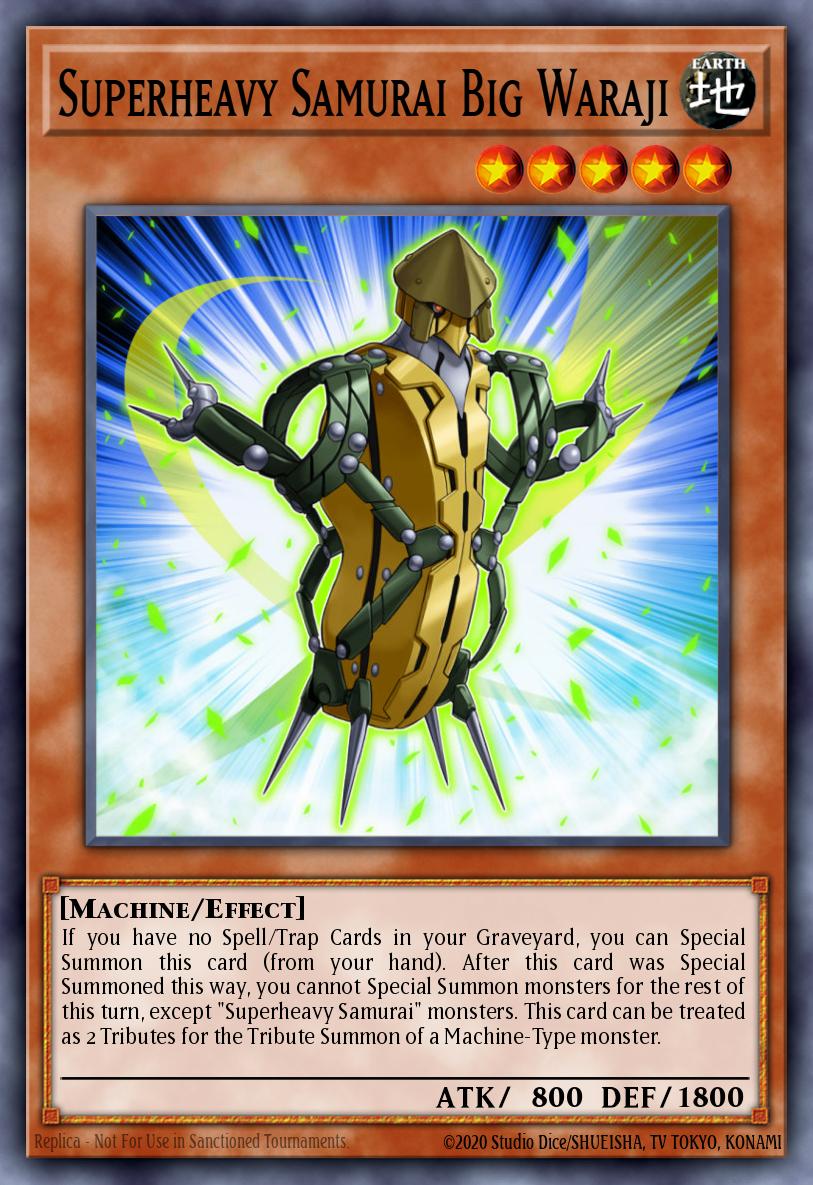 Superheavy Samurai Big Waraji
EARTH
地
[Machine/Effect]
If you have no Spell/Trap Cards in your Graveyard, you can Special
Summon this card (from your hand). After this card was Special
Summoned this way, you cannot Special Summon monsters for the rest of
this turn, except "Superheavy Samurai" monsters. This card can be treated
as 2 Tributes for the Tribute Summon of a Machine-Type monster.
ATK/ 800 DEF/1800
Replica - Not For Use in Sanctioned Tournaments.
©2020 Studio Dice/SHUEISHA, TV TOKYO, KONAMI